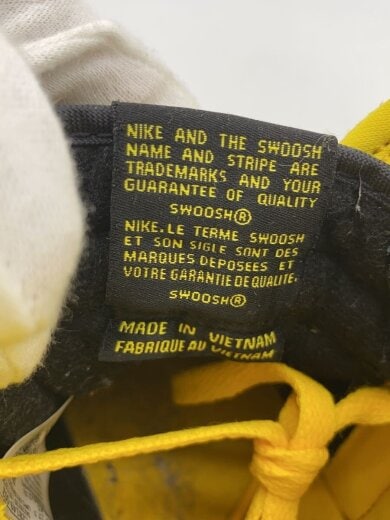 NIKE AND THE SWOOSH
NAME AND STRIPE ARE
TRADEMARKS AND YOUR
GUARANTEE OF QUALITY
SWOOSH®
NIKE.LE TERME SWOOSH
ET SON SIGLE SONT DES
MARQUES DEPOSEES ET
VOTRE GARANTIE DE QUALITE.
SWOOSH®
MADE IN VIETNAM
FABRIQUE AU VIETNAM